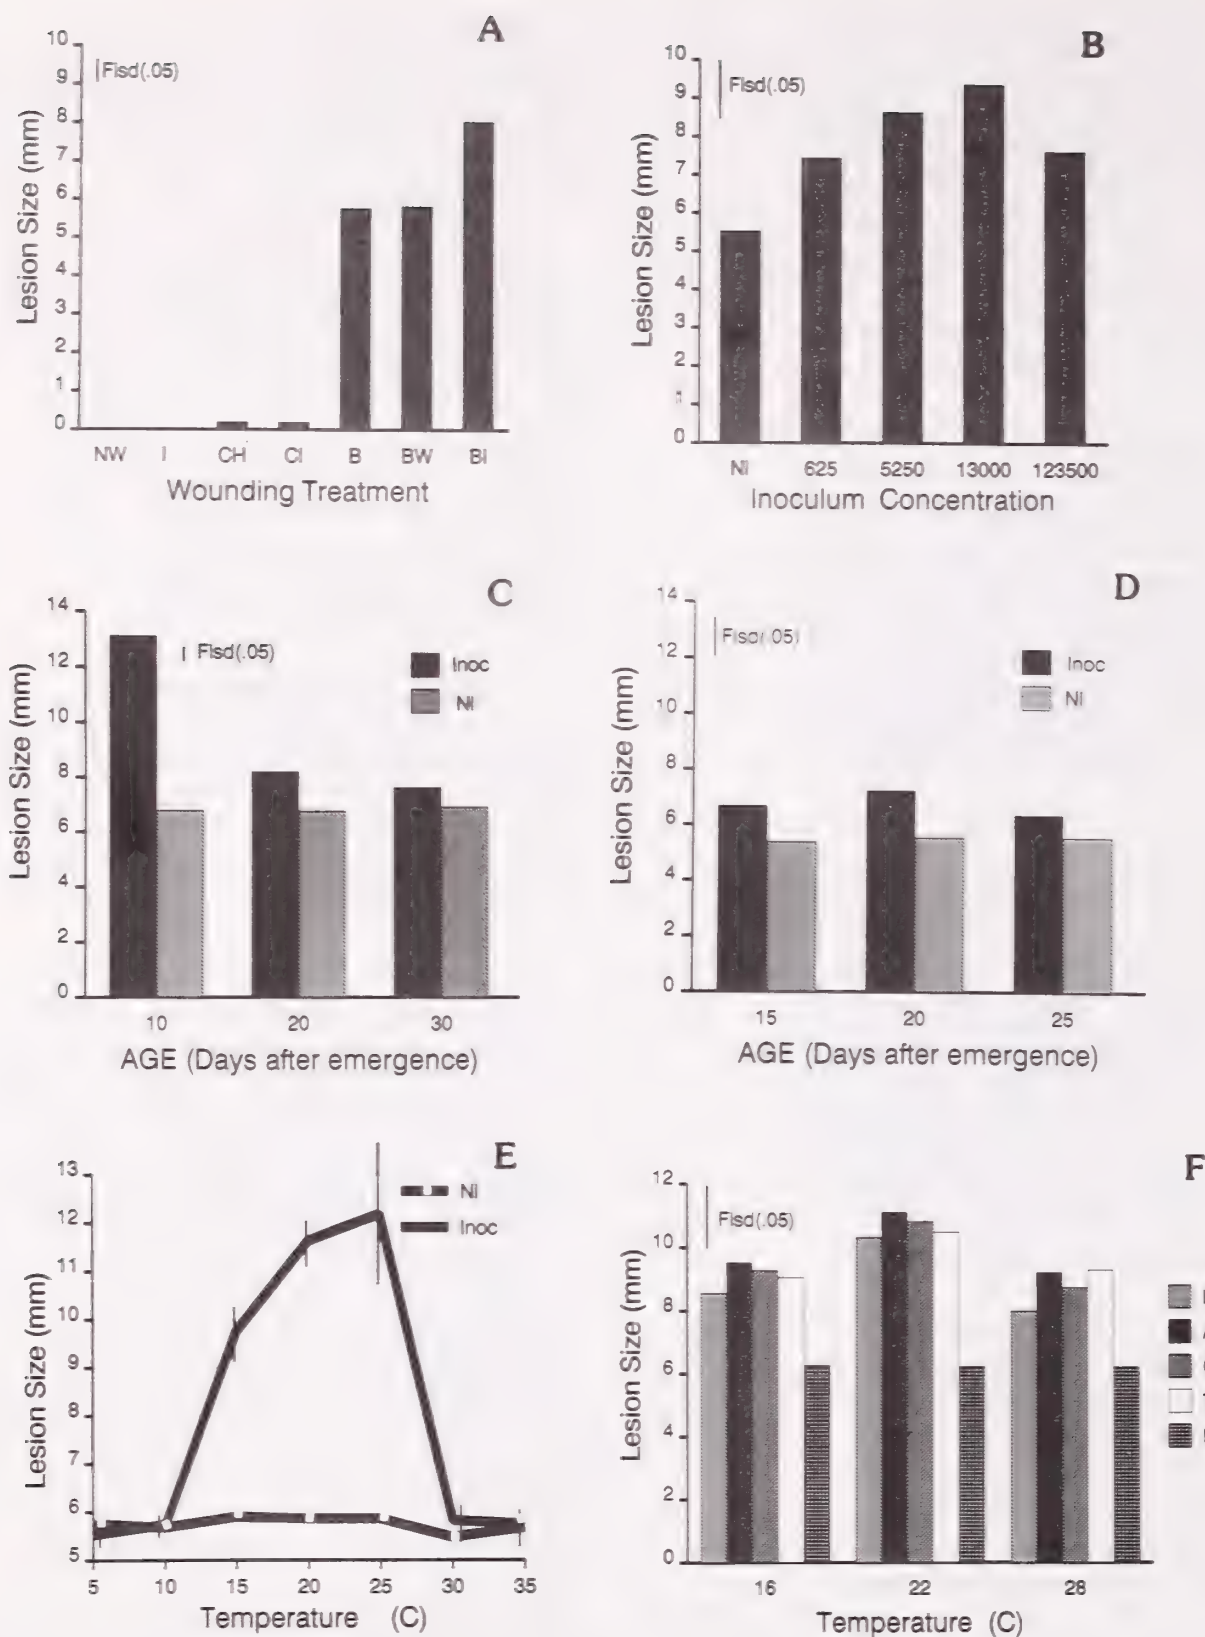 A
10
9
8
7
6
5
4
3
2
1
0
Flsd(.05)
Lesion Size (mm)
NW I CH CI B BW BI
Wounding Treatment
B
10
9
8
7
6
5
4
3
2
1
0
Flsd(.05)
Lesion Size (mm)
NI 625 5250 13000 123500
Inoculum Concentration
C
14
12
10
8
6
4
2
0
Flsd(.05)
Inoc
NI
Lesion Size (mm)
10 20 30
AGE (Days after emergence)
D
14
12
10
8
6
4
2
0
Flsd(.05)
Inoc
NI
Lesion Size (mm)
15 20 25
AGE (Days after emergence)
E
13
12
11
10
9
8
7
6
5
NI
Inoc
Lesion Size (mm)
5 10 15 20 25 30 35
Temperature (C)
F
12
10
8
6
4
2
0
Flsd(.05)
Lesion Size (mm)
16 22 28
Temperature (C)